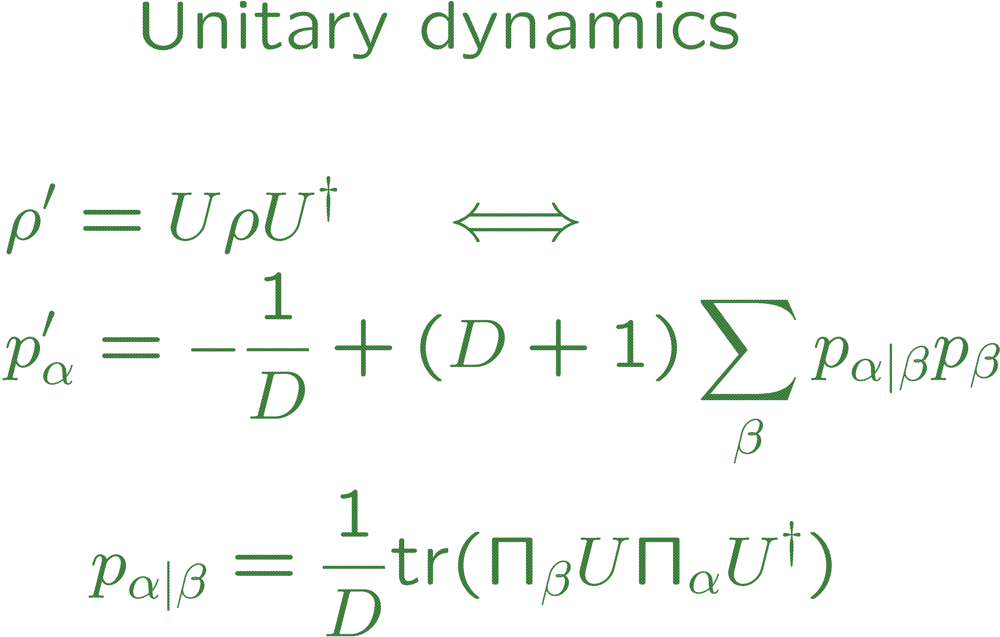 Unitary dynamics
ρ′ = UρU† ⟺
p′_α = −1/D + (D + 1) ∑_β p_{α|β} p_β
p_{α|β} = 1/D tr(Π_β U Π_α U†)